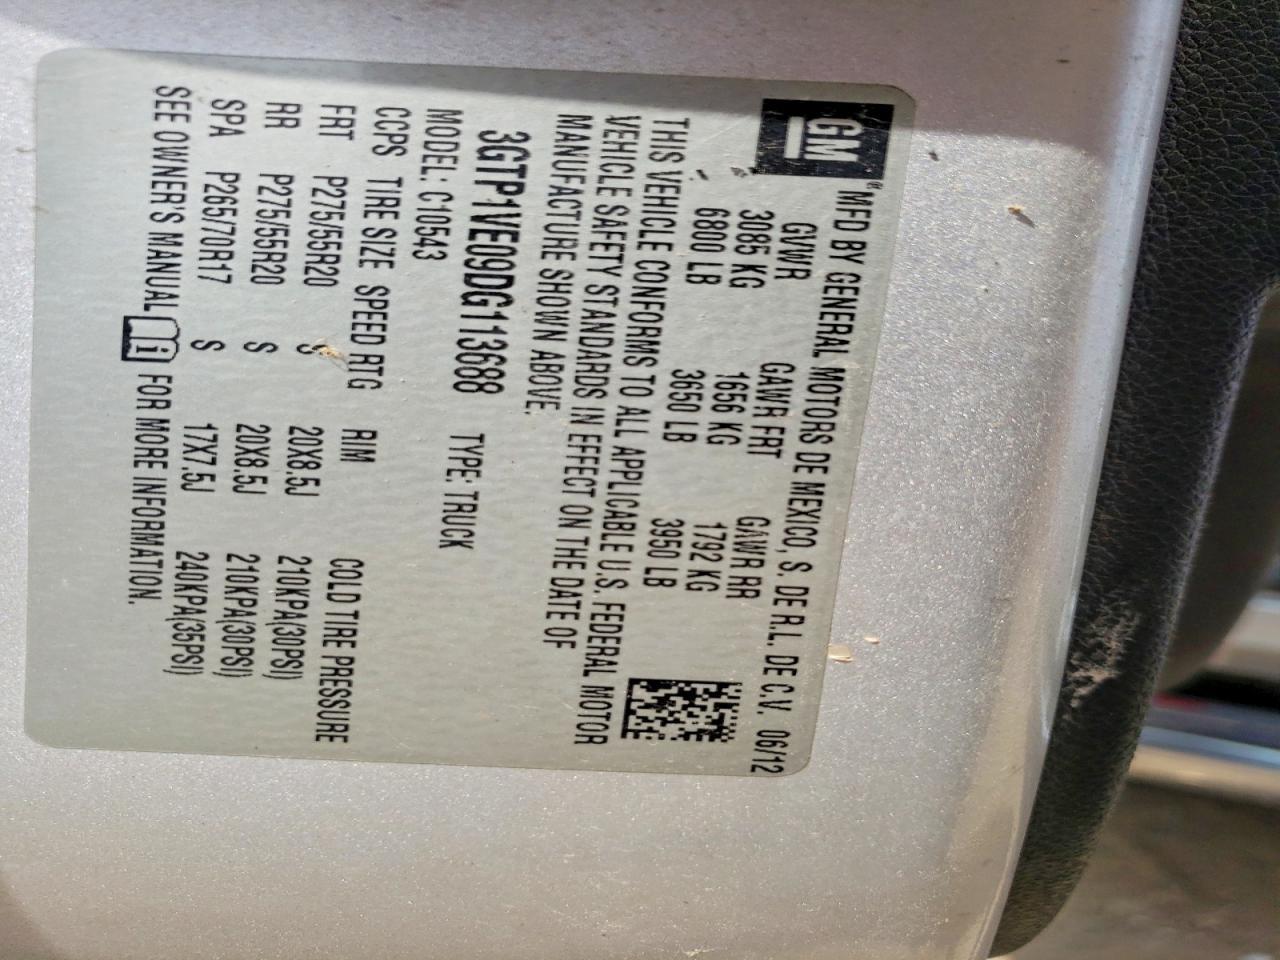 GM
MFD BY GENERAL MOTORS DE MEXICO, S. DE R.L. DE C.V. 06/12
GVWR GAWR FRT GAWR RR
3085 KG 1656 KG 1792 KG
6800 LB 3650 LB 3950 LB
THIS VEHICLE CONFORMS TO ALL APPLICABLE U.S. FEDERAL MOTOR
VEHICLE SAFETY STANDARDS IN EFFECT ON THE DATE OF
MANUFACTURE SHOWN ABOVE.
3GTP1VE09DG113688 TYPE: TRUCK
MODEL: C10543
CCPS TIRE SIZE SPEED RTG RIM COLD TIRE PRESSURE
FRT P275/55R20 S 20X8.5J 210KPA(30PSI)
RR P275/55R20 S 20X8.5J 210KPA(30PSI)
SPA P265/70R17 S 17X7.5J 240KPA(35PSI)
SEE OWNER'S MANUAL i FOR MORE INFORMATION.